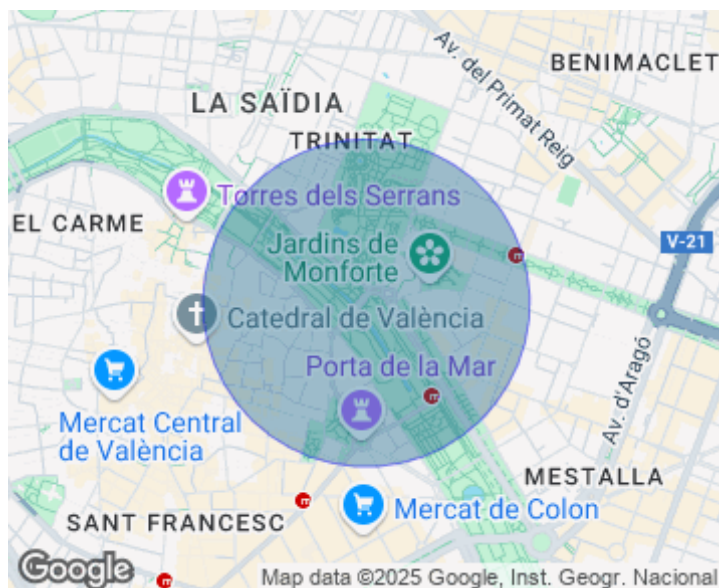 BENIMACLET
Av. del Primat Reig
LA SAÏDIA
TRINITAT
Torres dels Serrans
EL CARME
Jardins de
Monforte
V-21
Catedral de València
Porta de la Mar
Av. d'Aragó
Mercat Central
de València
MESTALLA
Mercat de Colon
SANT FRANCESC
Google
Map data ©2025 Google, Inst. Geogr. Nacional